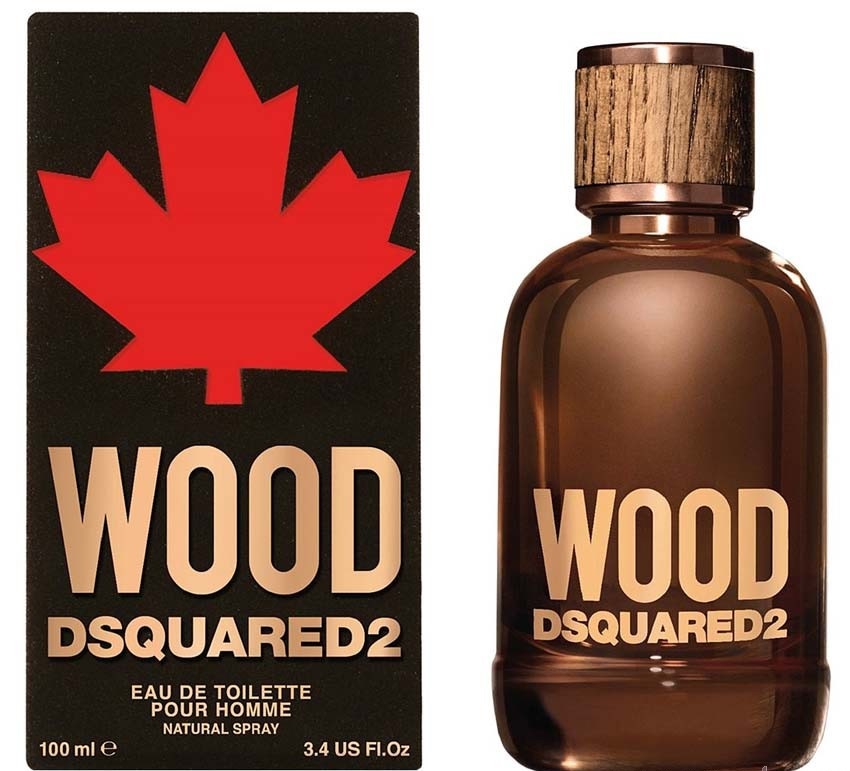 WOOD
DSQUARED2
EAU DE TOILETTE
POUR HOMME
NATURAL SPRAY
100 ml ℮
3.4 US Fl.Oz
WOOD
DSQUARED2